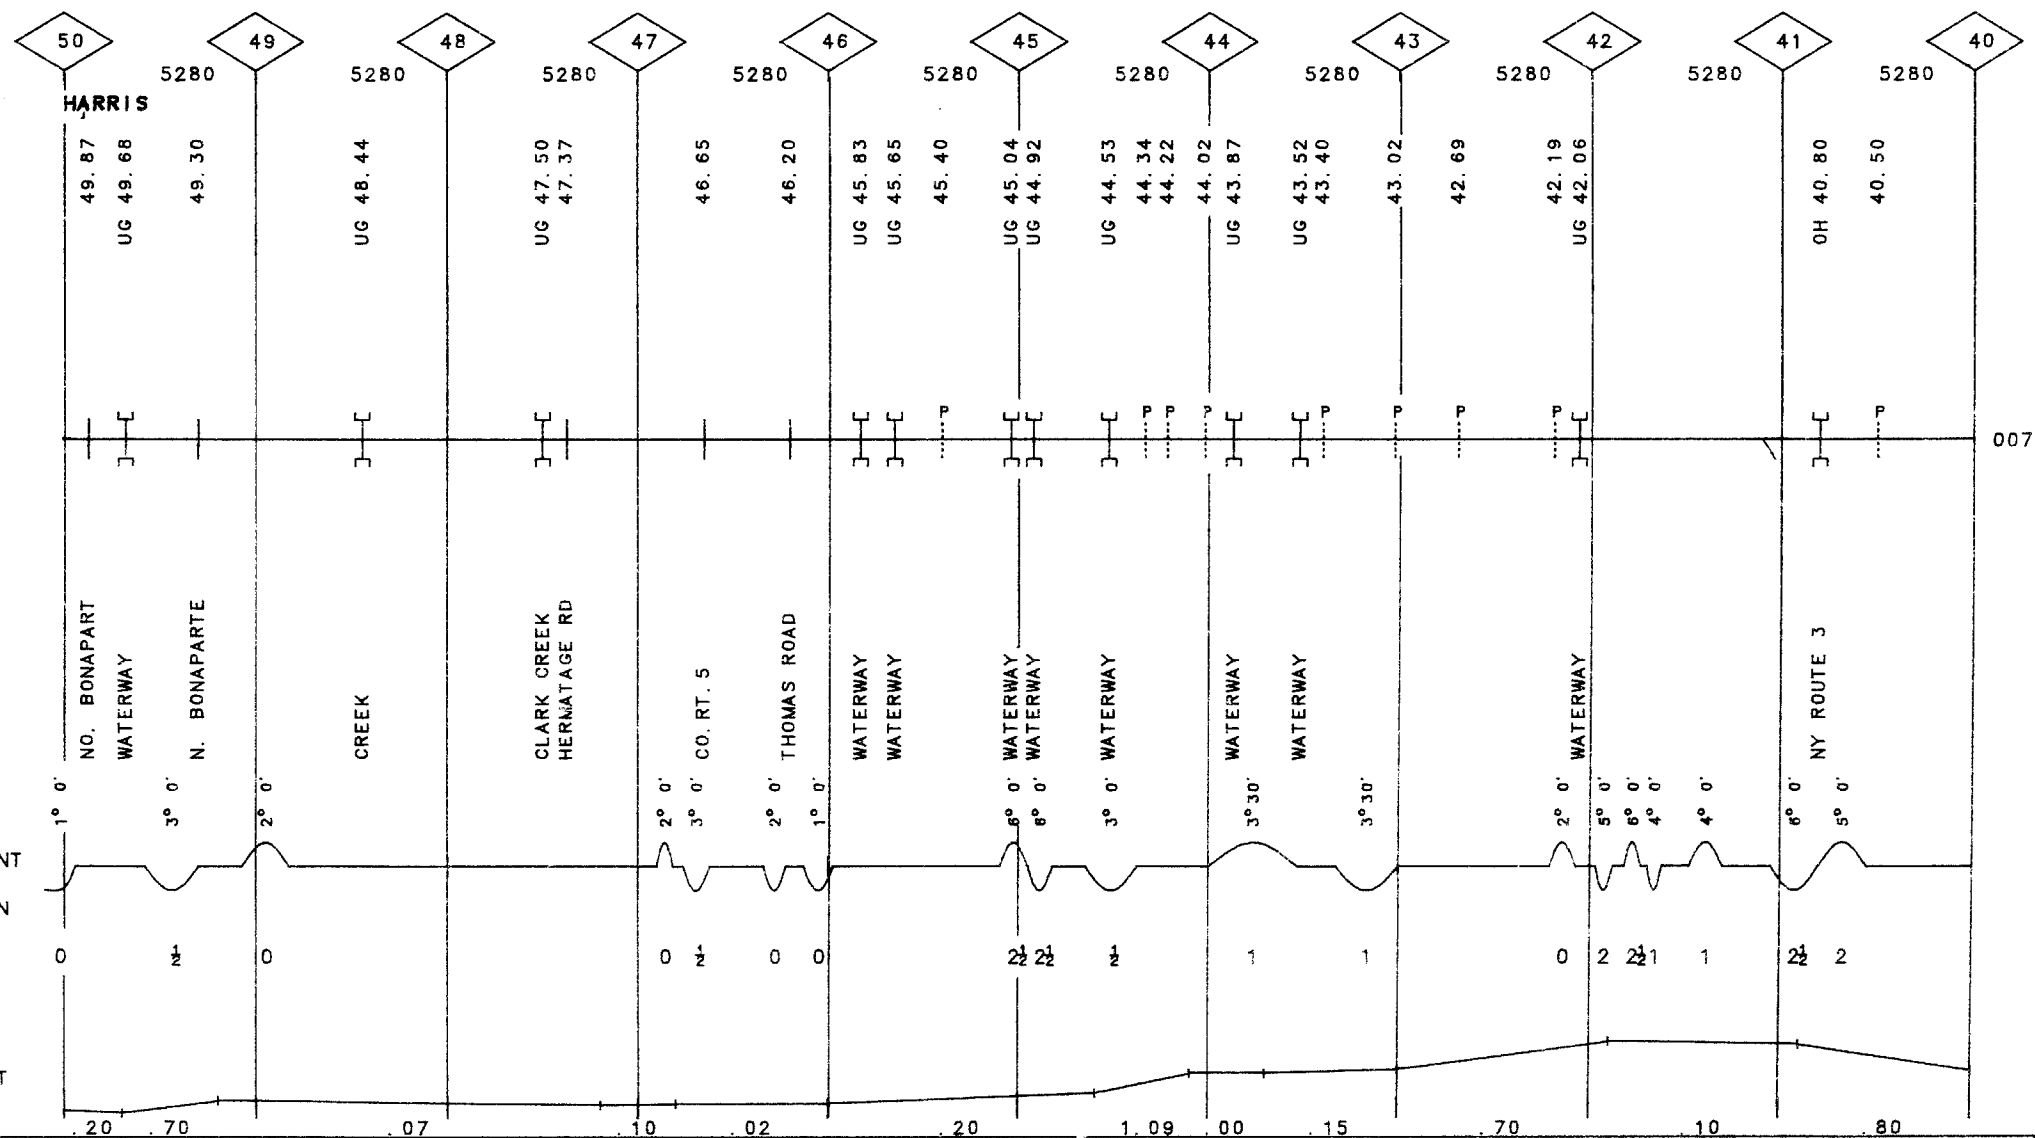 50 49 48 47 46 45 44 43 42 41 40
5280 5280 5280 5280 5280 5280 5280 5280 5280 5280
HARRIS
49.87
UG 49.68
49.30
UG 48.44
UG 47.50
47.37
46.65
46.20
UG 45.83
UG 45.65
45.40
UG 45.04
UG 44.92
UG 44.53
44.34
44.22
44.02
UG 43.87
UG 43.52
43.40
43.02
42.69
42.19
UG 42.06
OH 40.80
40.50
P P P P P P P P P
007
NO. BONAPART
WATERWAY
N. BONAPARTE
CREEK
CLARK CREEK
HERMATAGE RD
CO.RT.5
THOMAS ROAD
WATERWAY
WATERWAY
WATERWAY
WATERWAY
WATERWAY
WATERWAY
WATERWAY
WATERWAY
NY ROUTE 3
1° 0'
3° 0'
2° 0'
2° 0'
3° 0'
2° 0'
1° 0'
6° 0'
6° 0'
3° 0'
3° 30'
3° 30'
2° 0'
5° 0'
6° 0'
4° 0'
4° 0'
6° 0'
5° 0'
NT
N
0 ½ 0 0 ½ 0 0 2½ 2½ ½ 1 1 0 2 2½ 1 1 2½ 2
T
.20 .70 .07 .10 .02 .20 1.09 .00 .15 .70 .10 .80